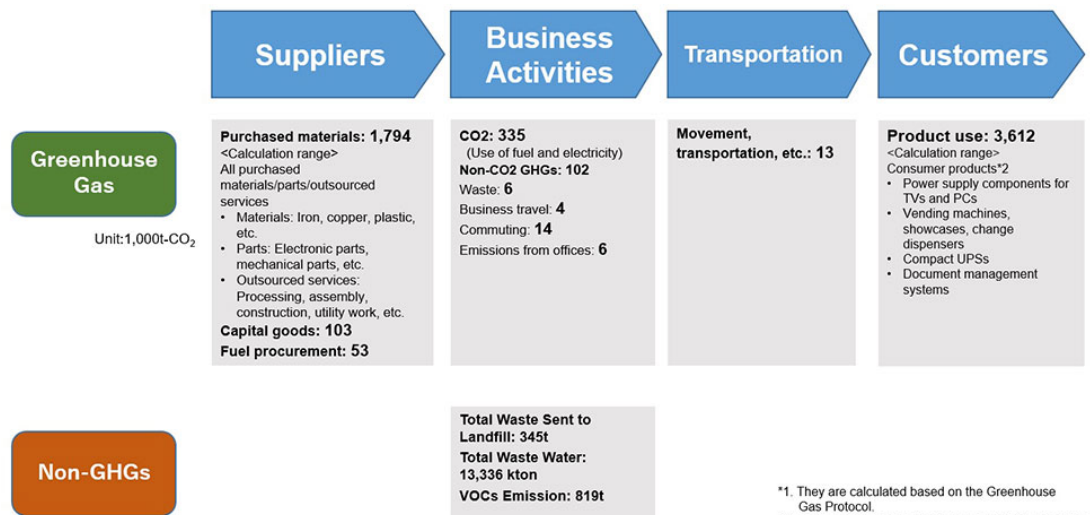 Suppliers
Business
Activities
Transportation
Customers
Greenhouse
Gas
Unit:1,000t-CO₂
Purchased materials: 1,794
<Calculation range>
All purchased
materials/parts/outsourced
services
• Materials: Iron, copper, plastic,
etc.
• Parts: Electronic parts,
mechanical parts, etc.
• Outsourced services:
Processing, assembly,
construction, utility work, etc.
Capital goods: 103
Fuel procurement: 53
CO2: 335
(Use of fuel and electricity)
Non-CO2 GHGs: 102
Waste: 6
Business travel: 4
Commuting: 14
Emissions from offices: 6
Movement,
transportation, etc.: 13
Product use: 3,612
<Calculation range>
Consumer products*2
• Power supply components for
TVs and PCs
• Vending machines,
showcases, change
dispensers
• Compact UPSs
• Document management
systems
Non-GHGs
Total Waste Sent to
Landfill: 345t
Total Waste Water:
13,336 kton
VOCs Emission: 819t
*1. They are calculated based on the Greenhouse
Gas Protocol.